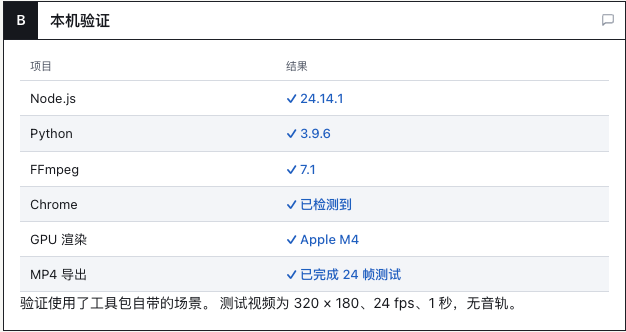 B 本机验证
项目 结果
Node.js ✓ 24.14.1
Python ✓ 3.9.6
FFmpeg ✓ 7.1
Chrome ✓ 已检测到
GPU 渲染 ✓ Apple M4
MP4 导出 ✓ 已完成 24 帧测试
验证使用了工具包自带的场景。 测试视频为 320 × 180、24 fps、1 秒，无音轨。